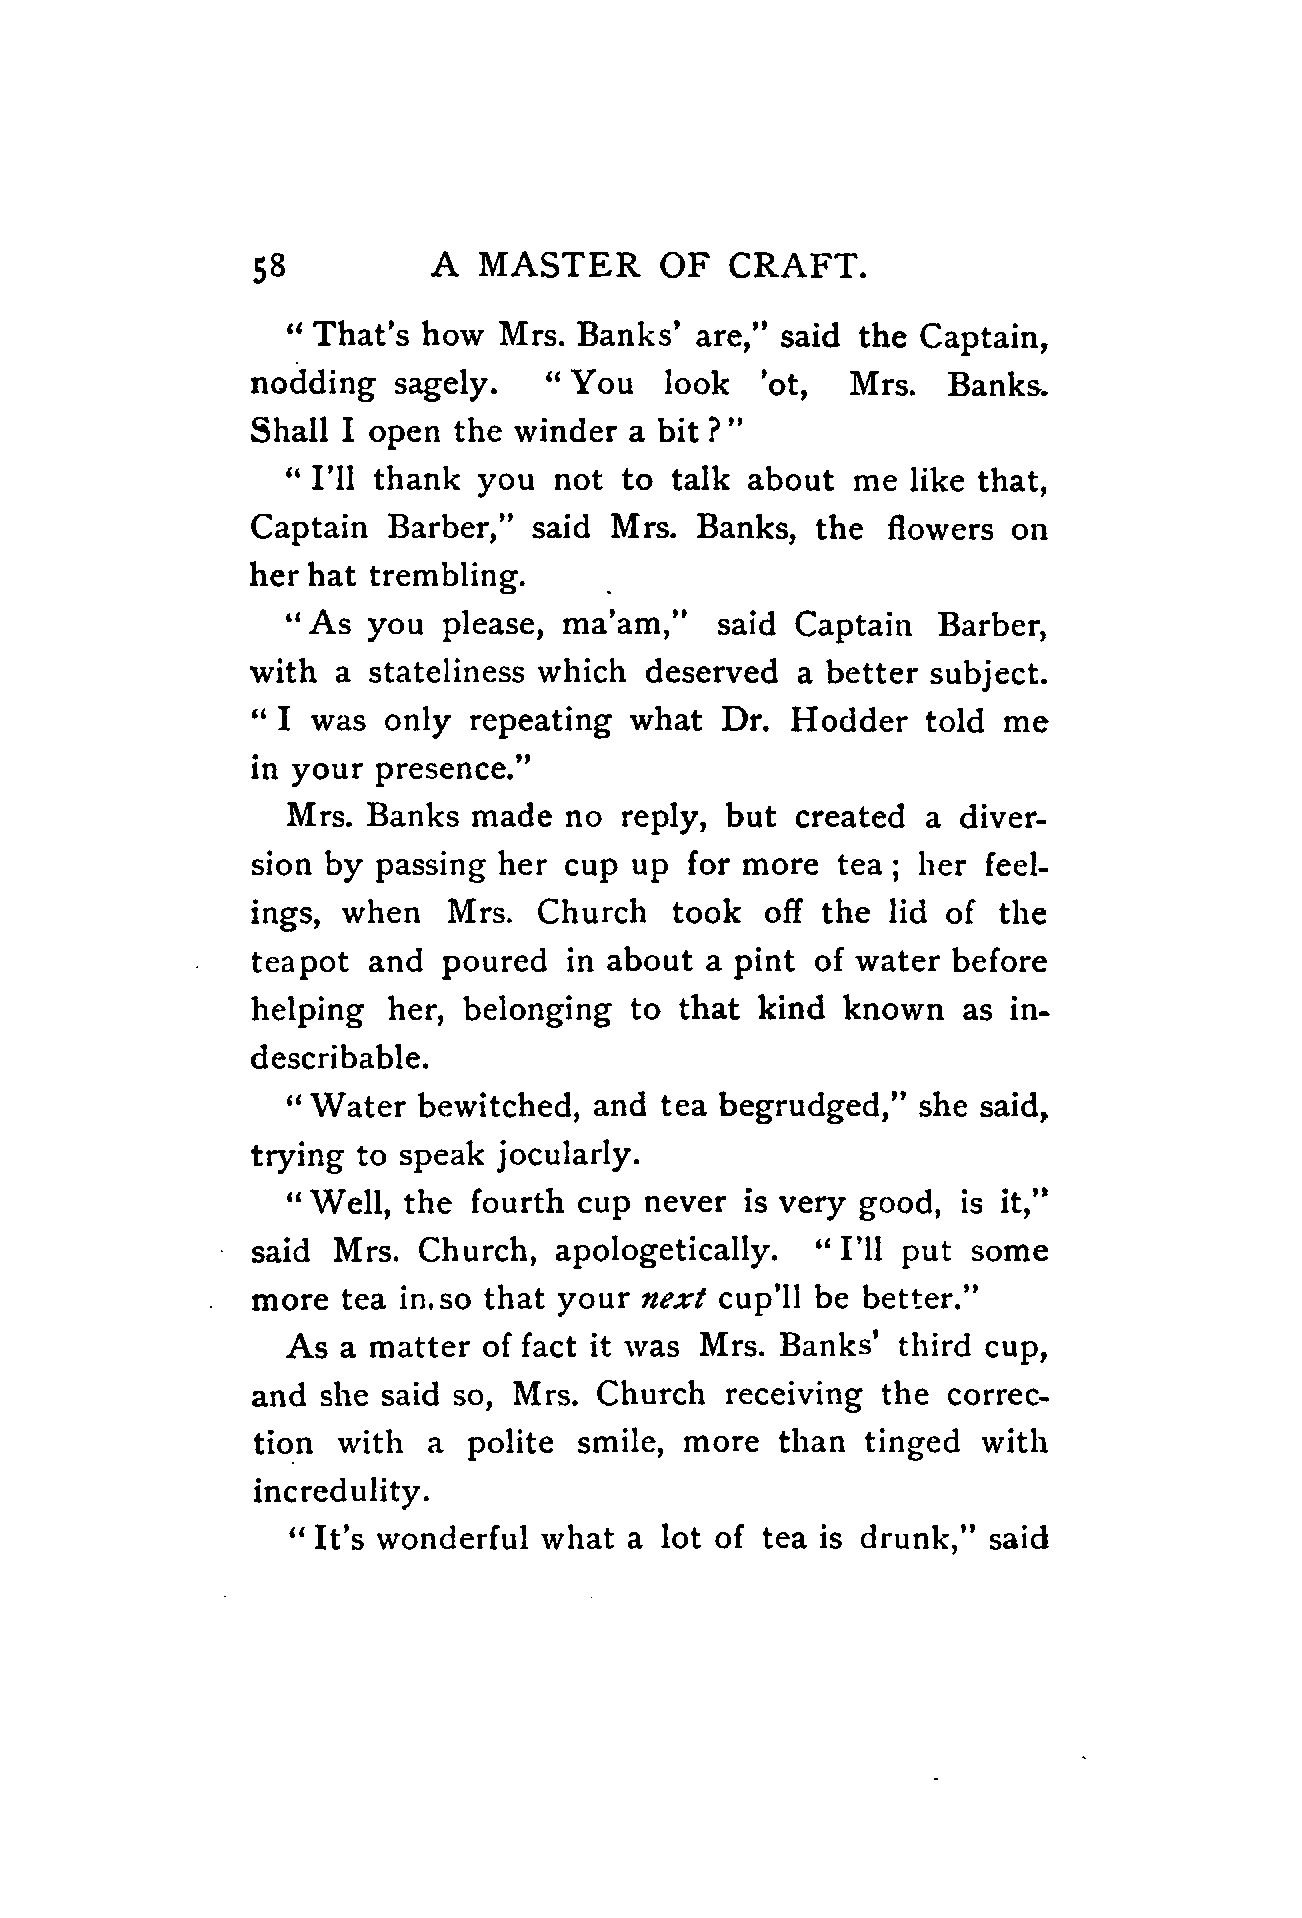 58 A MASTER OF CRAFT.
"That's how Mrs. Banks' are," said the Captain,
nodding sagely. "You look 'ot, Mrs. Banks.
Shall I open the winder a bit?"
"I'll thank you not to talk about me like that,
Captain Barber," said Mrs. Banks, the flowers on
her hat trembling.
"As you please, ma'am," said Captain Barber,
with a stateliness which deserved a better subject.
"I was only repeating what Dr. Hodder told me
in your presence."
Mrs. Banks made no reply, but created a diver-
sion by passing her cup up for more tea; her feel-
ings, when Mrs. Church took off the lid of the
teapot and poured in about a pint of water before
helping her, belonging to that kind known as in-
describable.
"Water bewitched, and tea begrudged," she said,
trying to speak jocularly.
"Well, the fourth cup never is very good, is it,"
said Mrs. Church, apologetically. "I'll put some
more tea in so that your next cup'll be better."
As a matter of fact it was Mrs. Banks' third cup,
and she said so, Mrs. Church receiving the correc-
tion with a polite smile, more than tinged with
incredulity.
"It's wonderful what a lot of tea is drunk," said